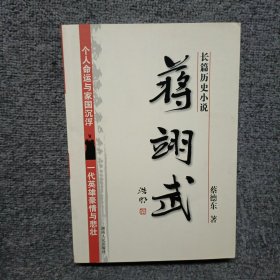 长篇历史小说
蒋翊武
蔡德东 著
个人命运与家国沉浮
一代英雄豪情与悲壮